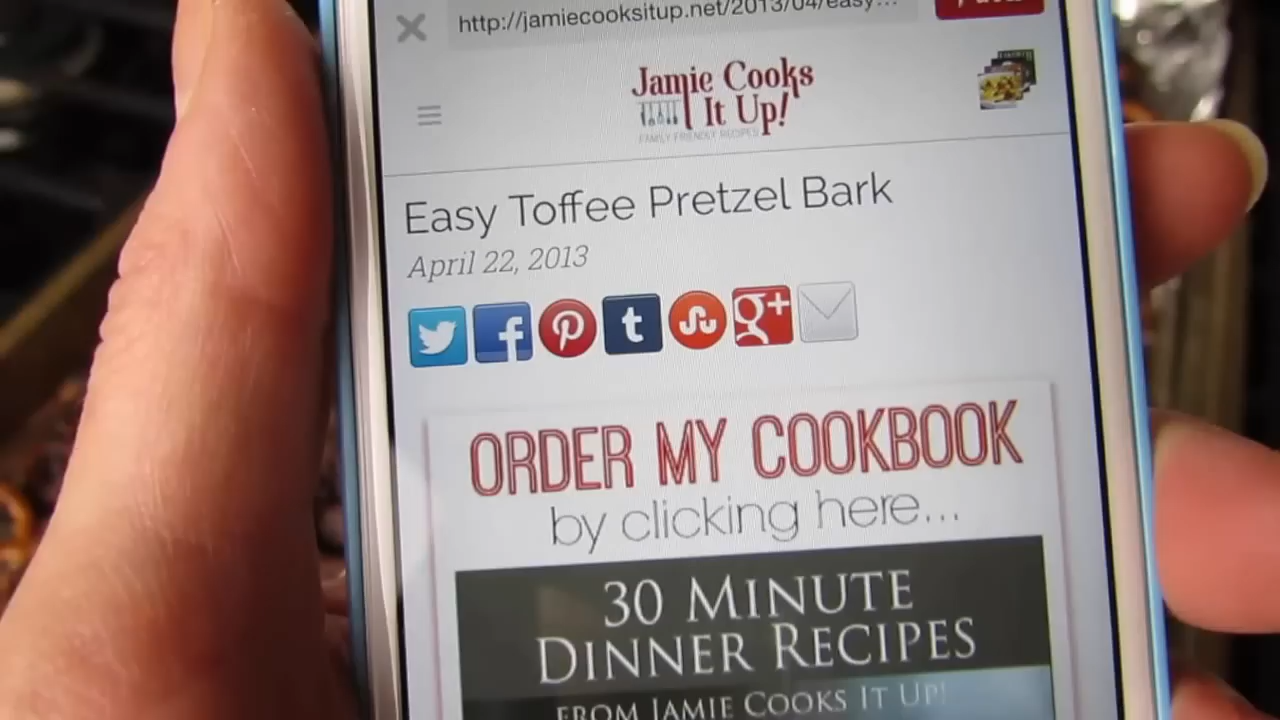 http://jamiecooksitup.net/2013/04/easy...
Jamie Cooks
It Up!
FAMILY FRIENDLY RECIPES
Easy Toffee Pretzel Bark
April 22, 2013
f
t
g+
ORDER MY COOKBOOK
by clicking here...
30 MINUTE
DINNER RECIPES
FROM JAMIE COOKS IT UP!